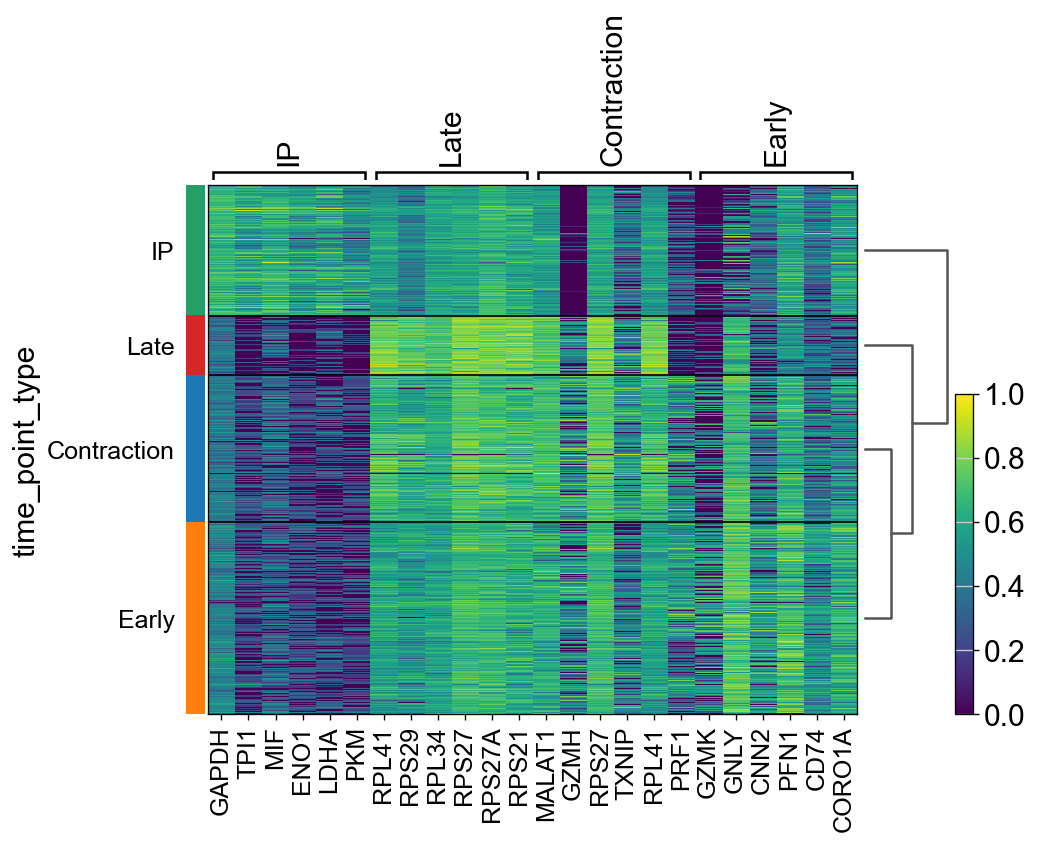 IP
Late
Contraction
Early
time_point_type
IP
Late
Contraction
Early
1.0
0.8
0.6
0.4
0.2
0.0
GAPDH
TPI1
MIF
ENO1
LDHA
PKM
RPL41
RPS29
RPL34
RPS27
RPS27A
RPS21
MALAT1
GZMH
RPS27
TXNIP
RPL41
PRF1
GZMK
GNLY
CNN2
PFN1
CD74
CORO1A